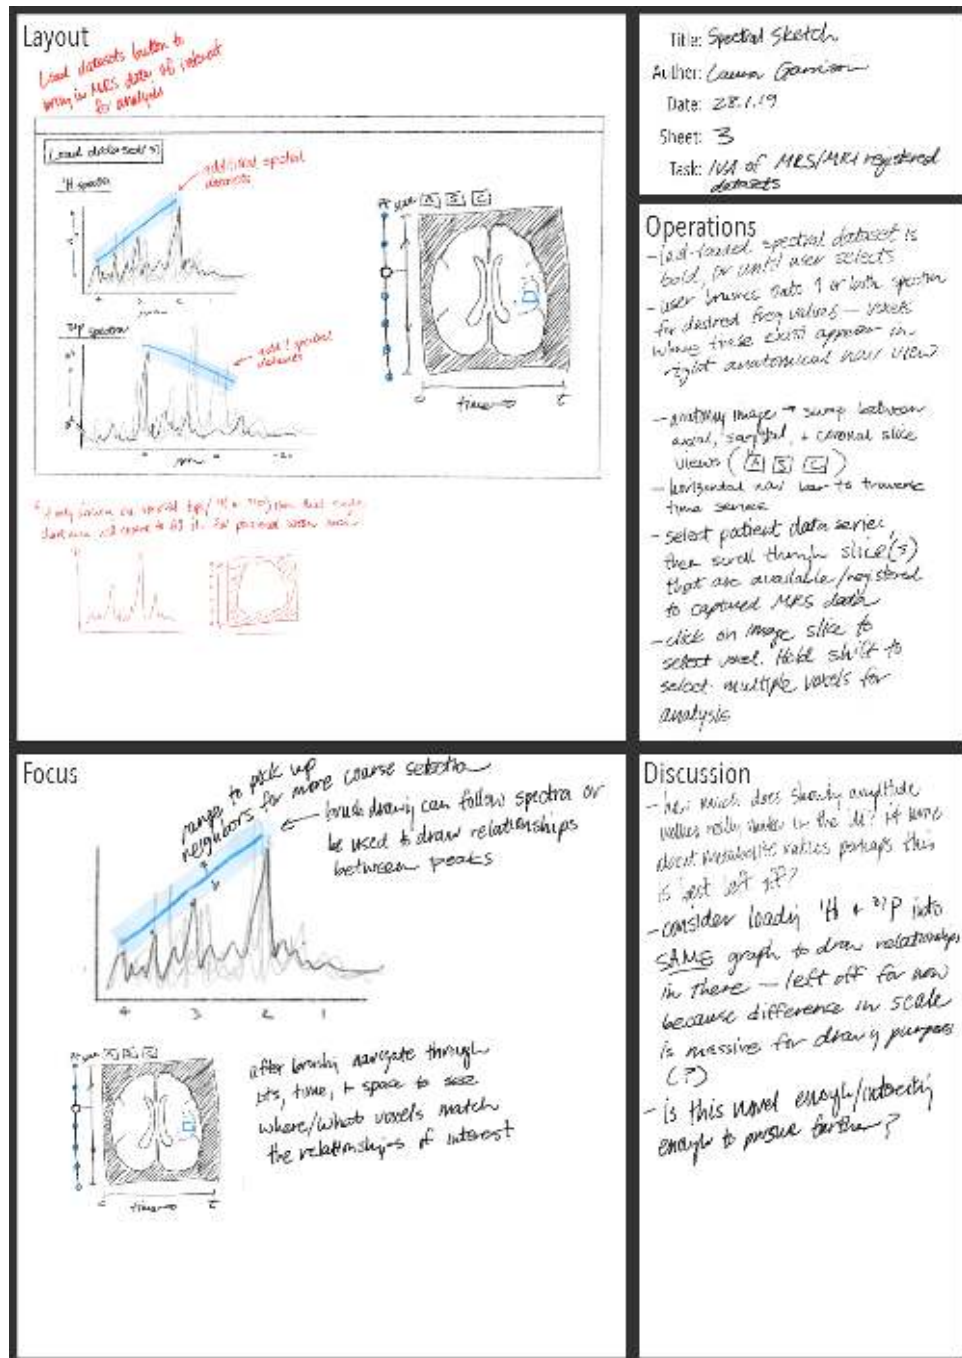 Layout
Load datasets button to
bring in MRS data of interest
for analysis
Load dataset(s)
¹H spectra
additional spectral
datasets
4 3 2 1
³¹P spectra
add'l spectral
datasets
-20
Pt
A S C
0 time→ t
Title: Spectral Sketch
Author: Laura Garrison
Date: 28.1.19
Sheet: 3
Task: IVA of MRS/MRI registered
datasets
Operations
- last-loaded spectral dataset is
bold, or until user selects
- user brushes onto 1 or both spectra
for desired freq values — voxels
where these exist appear in
right anatomical nav view
- anatomy image → swap between
axial, sagittal, + coronal slice
views ( A S C )
- horizontal nav bar to traverse
time series
- select patient data series,
then scroll through slice(s)
that are available/registered
to captured MRS data
- click on image slice to
select voxel. Hold shift to
select multiple voxels for
analysis
Focus
range to pick up
neighbors for more coarse selection
brush drawing can follow spectra or
be used to draw relationships
between peaks
4 3 2 1
Pt
A S C
0 time→ t
after brushing navigate through
pts, time, + space to see
where/what voxels match
the relationships of interest
Discussion
- how much does showing amplitude
values really matter in the
about metabolite ratios perhaps this
is best left off?
- consider loading ¹H + ³¹P into
SAME graph to draw relationships
in there — left off for now
because difference in scale
is massive for drawing purposes
(?)
- is this novel enough/interesting
enough to pursue further?